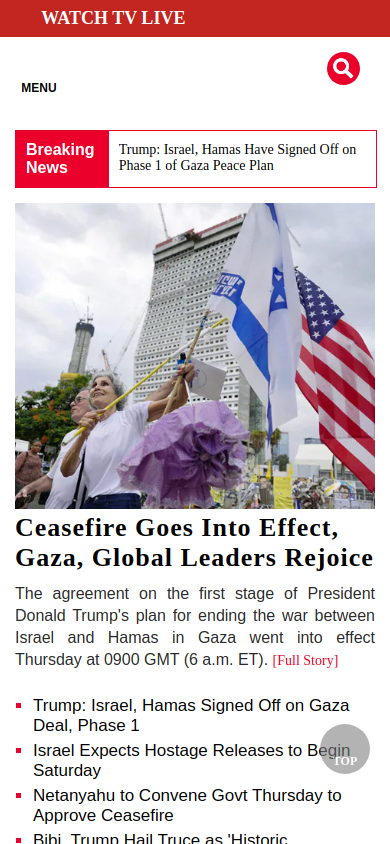 WATCH TV LIVE
MENU
Breaking
News
Trump: Israel, Hamas Have Signed Off on
Phase 1 of Gaza Peace Plan
Ceasefire Goes Into Effect,
Gaza, Global Leaders Rejoice
The agreement on the first stage of President
Donald Trump's plan for ending the war between
Israel and Hamas in Gaza went into effect
Thursday at 0900 GMT (6 a.m. ET). [Full Story]
Trump: Israel, Hamas Signed Off on Gaza
Deal, Phase 1
Israel Expects Hostage Releases to Begin
Saturday
TOP
Netanyahu to Convene Govt Thursday to
Approve Ceasefire
Bibi, Trump Hail Truce as 'Historic